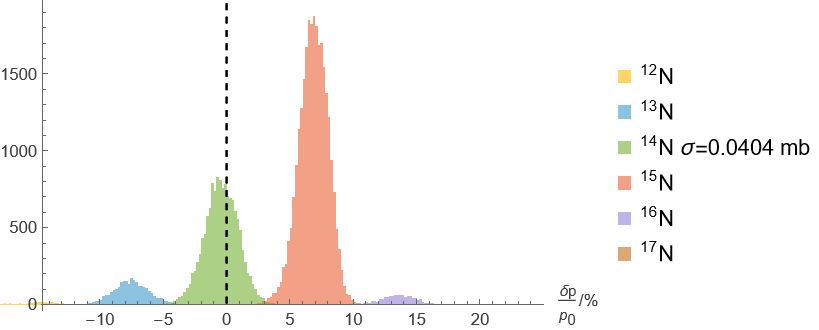 1500
1000
500
0
−10 −5 0 5 10 15 20
δp/p₀ /%
¹²N
¹³N
¹⁴N σ=0.0404 mb
¹⁵N
¹⁶N
¹⁷N